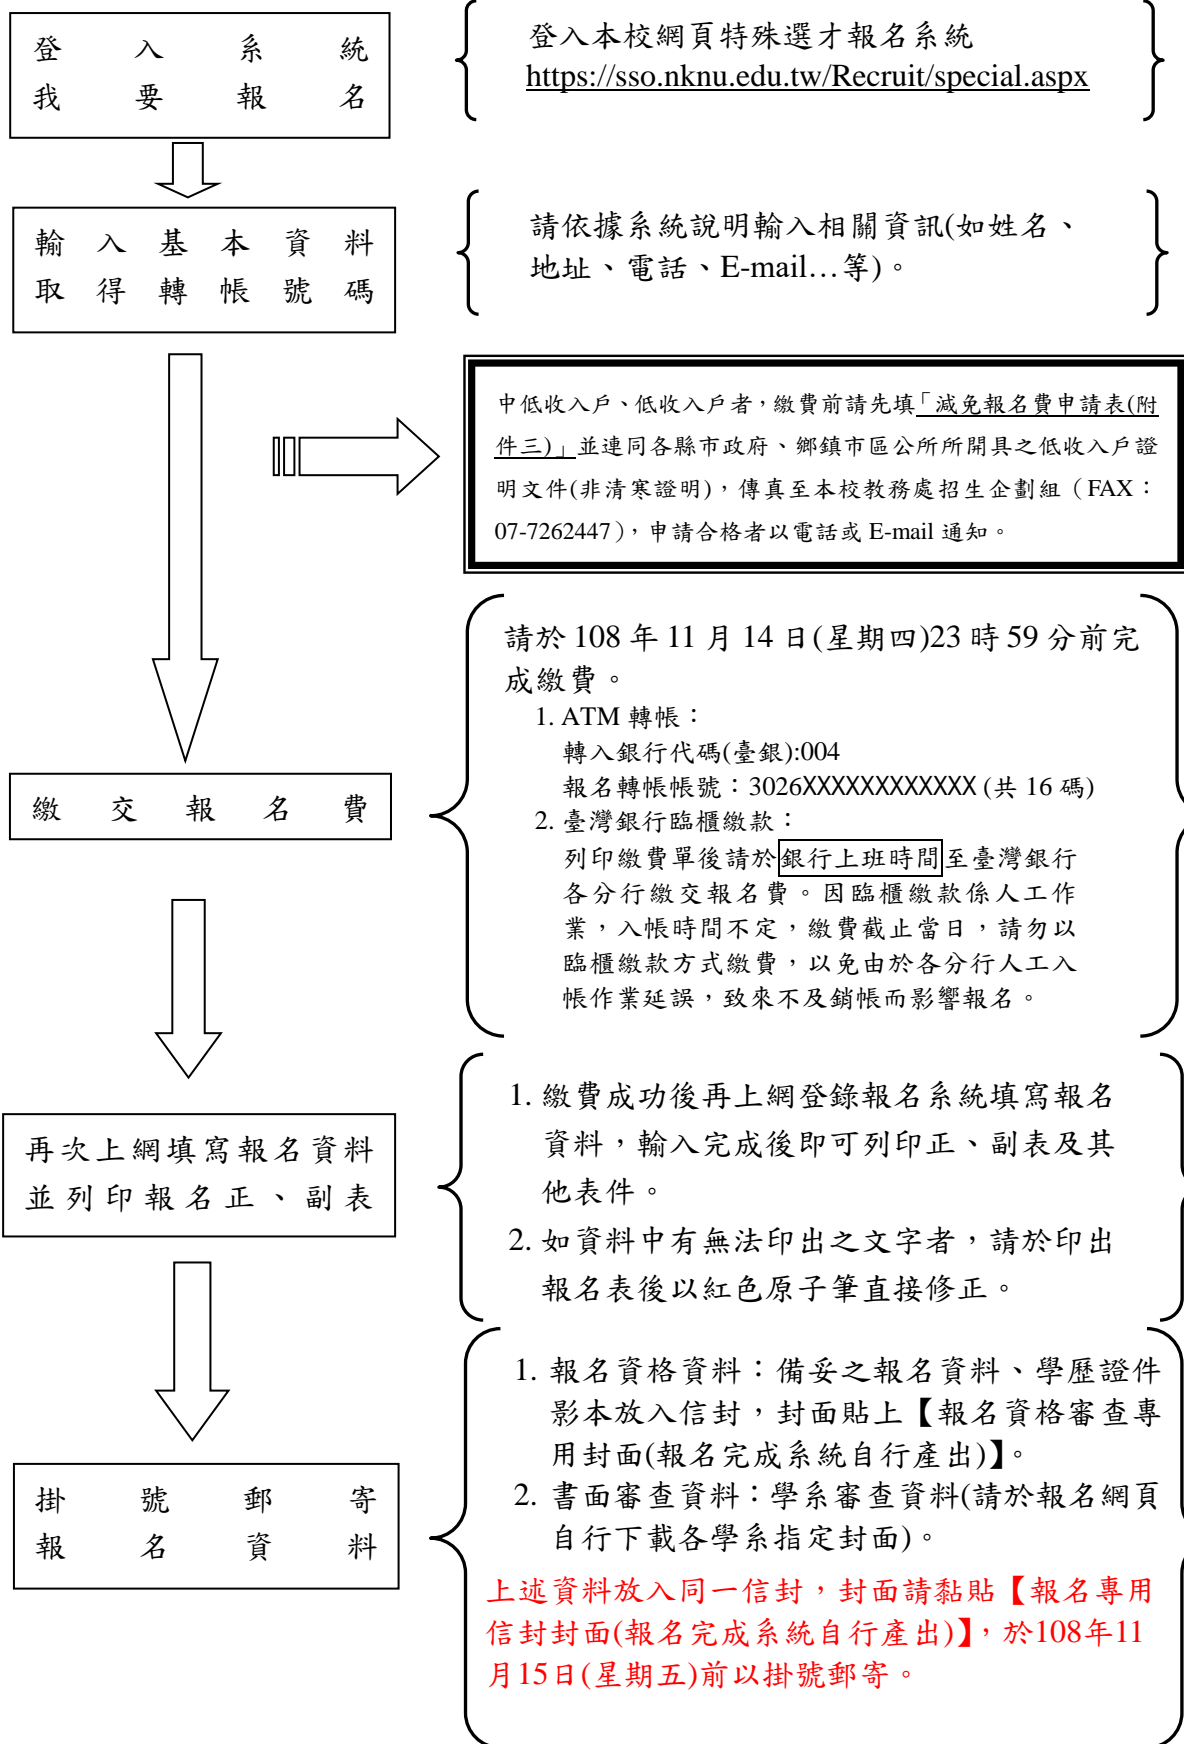 登入系統
我要報名
登入本校網頁特殊選才報名系統
https://sso.nknu.edu.tw/Recruit/special.aspx
輸入基本資料
取得轉帳號碼
請依據系統說明輸入相關資訊(如姓名、
地址、電話、E-mail…等)。
中低收入戶、低收入戶者，繳費前請先填「減免報名費申請表(附
件三)」並連同各縣市政府、鄉鎮市區公所所開具之低收入戶證
明文件(非清寒證明)，傳真至本校教務處招生企劃組（FAX：
07-7262447），申請合格者以電話或 E-mail 通知。
繳交報名費
請於 108 年 11 月 14 日(星期四)23 時 59 分前完
成繳費。
1. ATM 轉帳：
轉入銀行代碼(臺銀):004
報名轉帳帳號：3026XXXXXXXXXXXX (共 16 碼)
2. 臺灣銀行臨櫃繳款：
列印繳費單後請於銀行上班時間至臺灣銀行
各分行繳交報名費。因臨櫃繳款係人工作
業，入帳時間不定，繳費截止當日，請勿以
臨櫃繳款方式繳費，以免由於各分行人工入
帳作業延誤，致來不及銷帳而影響報名。
再次上網填寫報名資料
並列印報名正、副表
1. 繳費成功後再上網登錄報名系統填寫報名
資料，輸入完成後即可列印正、副表及其
他表件。
2. 如資料中有無法印出之文字者，請於印出
報名表後以紅色原子筆直接修正。
掛號郵寄
報名資料
1. 報名資格資料：備妥之報名資料、學歷證件
影本放入信封，封面貼上【報名資格審查專
用封面(報名完成系統自行產出)】。
2. 書面審查資料：學系審查資料(請於報名網頁
自行下載各學系指定封面)。
上述資料放入同一信封，封面請黏貼【報名專用
信封封面(報名完成系統自行產出)】，於108年11
月15日(星期五)前以掛號郵寄。